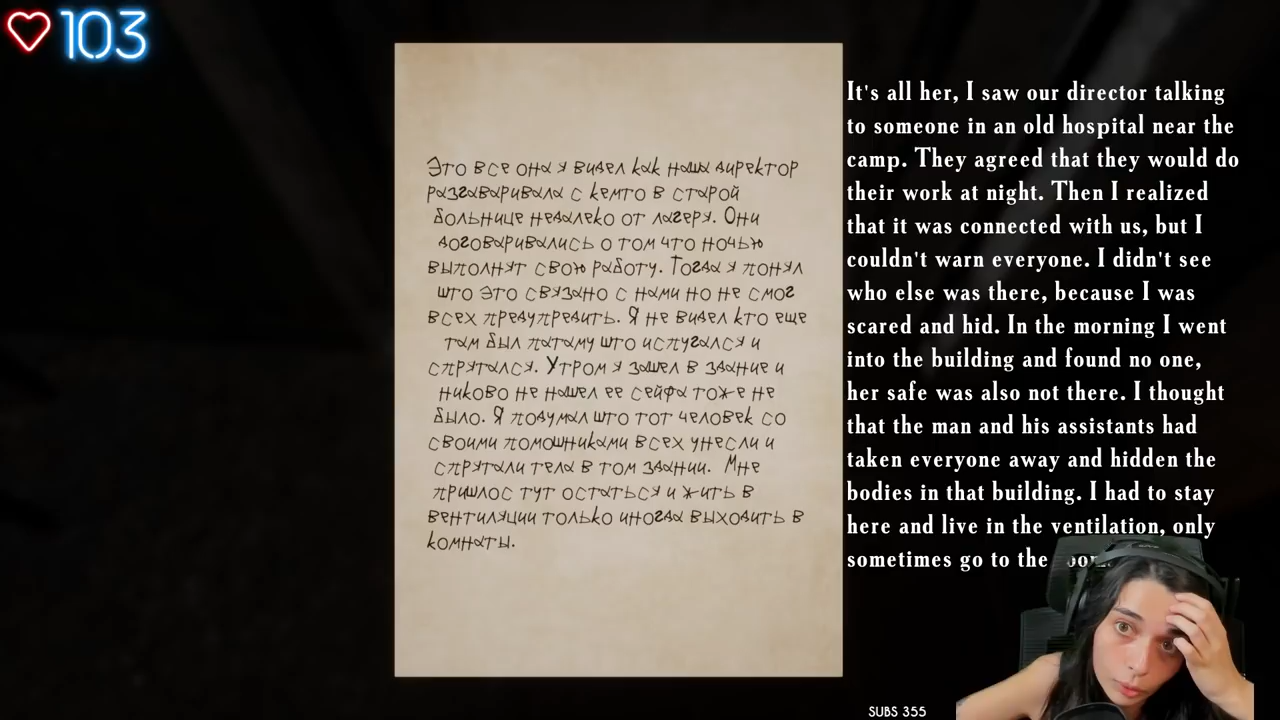 103
Это все она я видел как наша директор
разгаваривала с кемто в старой
больнице недалеко от лагеря. Они
договаривались о том что ночью
выполнят свою работу. Тогда я понял
што это связано с нами но не смог
всех предупредить. Я не видел кто еще
там был патаму што испугался и
спрятался. Утром я зашел в здание и
никово не нашел ее сейфа тоже не
было. Я подумал што тот человек со
своими помошниками всех унесли и
спрятали тела в том здании. Мне
пришлос тут остаться и жить в
вентиляции только иногда выходить в
комнаты.
It's all her, I saw our director talking
to someone in an old hospital near the
camp. They agreed that they would do
their work at night. Then I realized
that it was connected with us, but I
couldn't warn everyone. I didn't see
who else was there, because I was
scared and hid. In the morning I went
into the building and found no one,
her safe was also not there. I thought
that the man and his assistants had
taken everyone away and hidden the
bodies in that building. I had to stay
here and live in the ventilation, only
sometimes go to the
SUBS 355